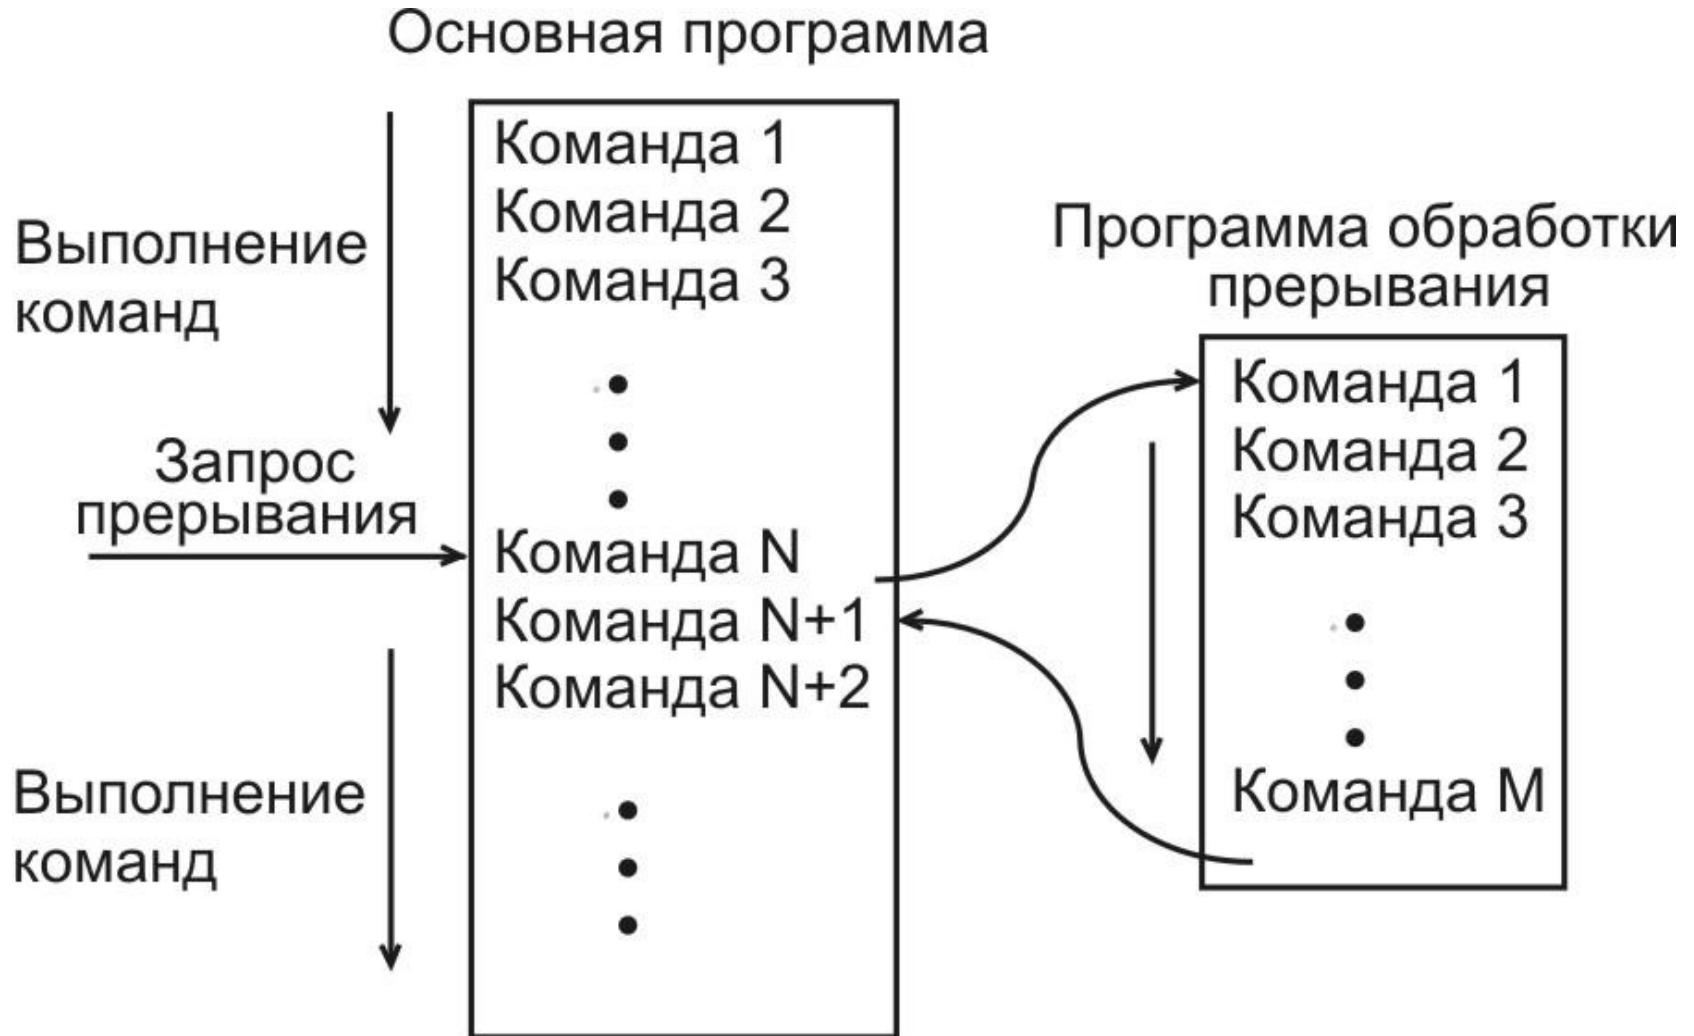 Основная программа
Выполнение
команд
Команда 1
Команда 2
Команда 3
Запрос
прерывания
Команда N
Команда N+1
Команда N+2
Выполнение
команд
Программа обработки
прерывания
Команда 1
Команда 2
Команда 3
Команда M